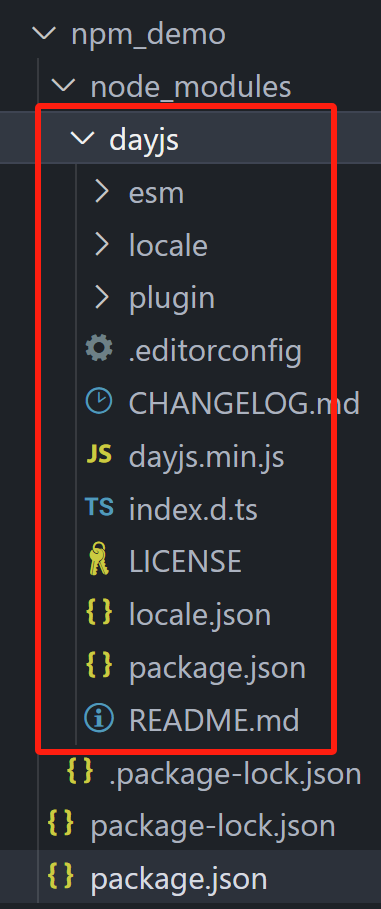 npm_demo
node_modules
dayjs
esm
locale
plugin
.editorconfig
CHANGELOG.md
JS dayjs.min.js
TS index.d.ts
LICENSE
{} locale.json
{} package.json
README.md
{} .package-lock.json
{} package-lock.json
{} package.json